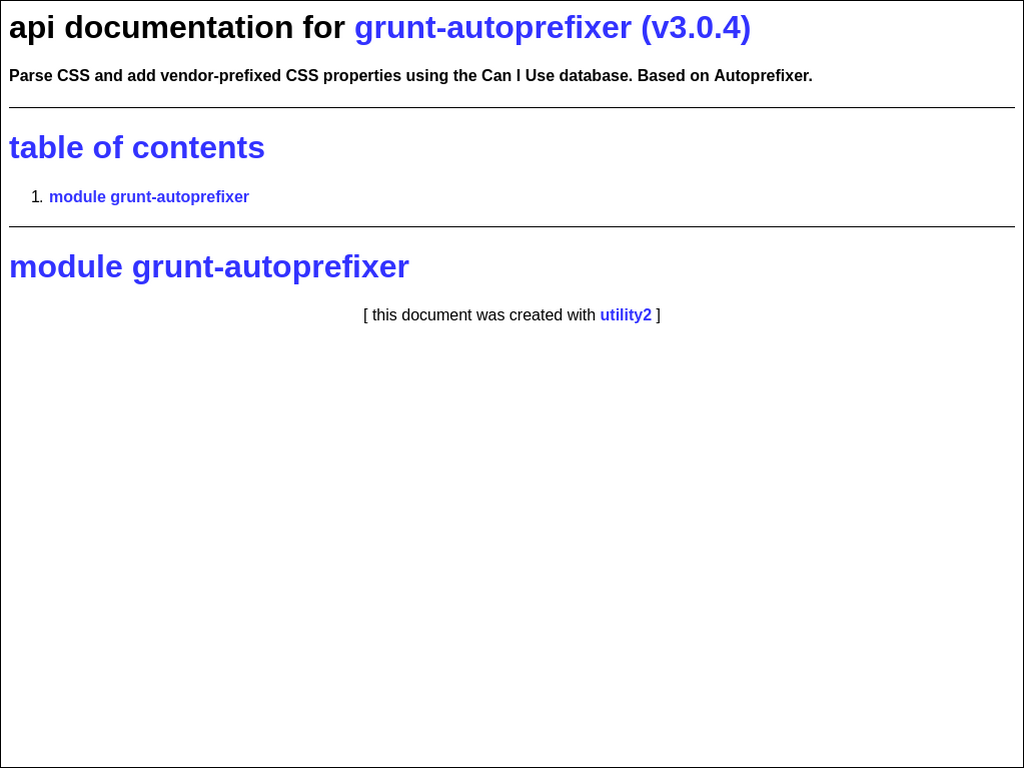 api documentation for grunt-autoprefixer (v3.0.4)
Parse CSS and add vendor-prefixed CSS properties using the Can I Use database. Based on Autoprefixer.
table of contents
1. module grunt-autoprefixer
module grunt-autoprefixer
[ this document was created with utility2 ]